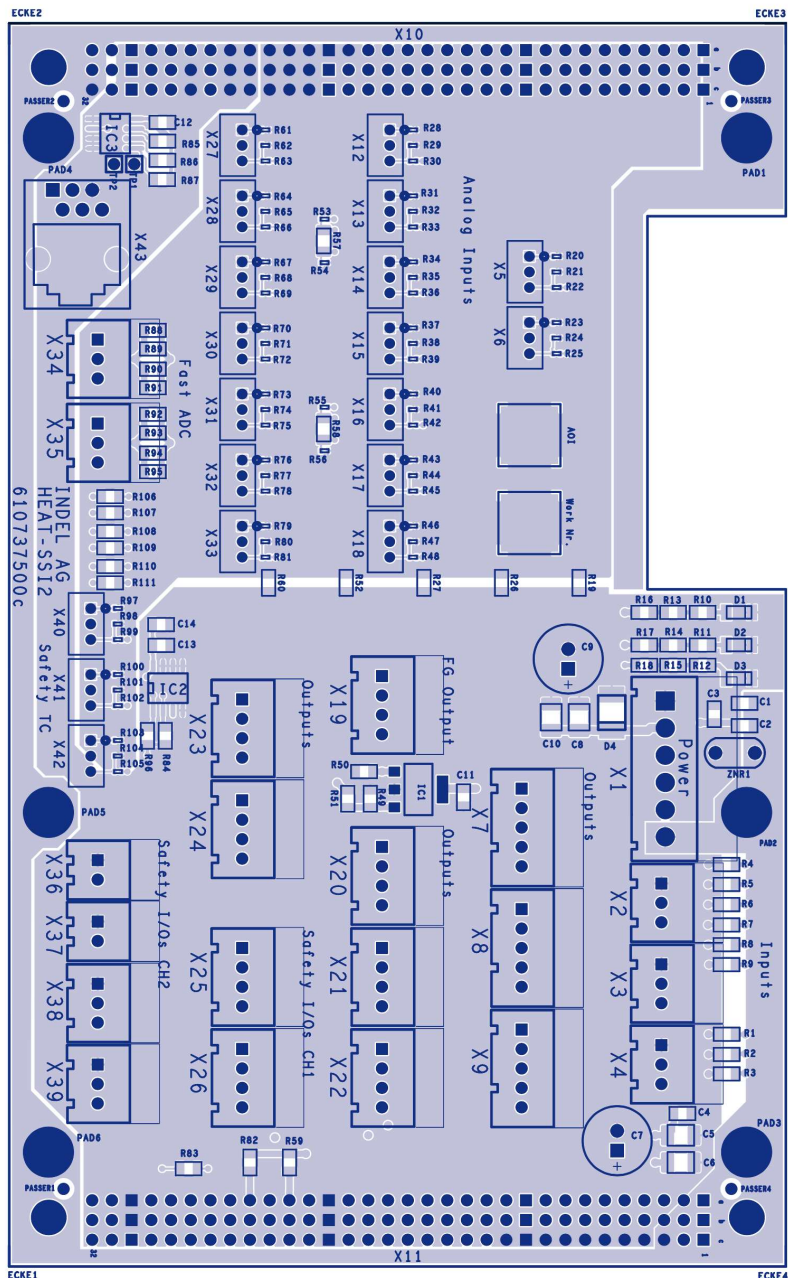 ECKE2
ECKE3
X10
a
b
c
32
1
PASSER2
PASSER3
IC3
C12
R85
R86
R87
TP2
TP1
PAD4
PAD1
X43
X27
R61
R62
R63
X28
R64
R65
R66
X29
R67
R68
R69
X30
R70
R71
R72
X31
R73
R74
R75
X32
R76
R77
R78
X33
R79
R80
R81
R53
R57
R54
R55
R58
R56
X12
R28
R29
R30
X13
R31
R32
R33
X14
R34
R35
R36
X15
R37
R38
R39
X16
R40
R41
R42
X17
R43
R44
R45
X18
R46
R47
R48
Analog Inputs
X5
R20
R21
R22
X6
R23
R24
R25
AOI
Work Nr.
X34
R88
R89
R90
R91
Fast ADC
X35
R92
R93
R94
R95
INDEL AG
HEAT-SSI2
610737500c
R106
R107
R108
R109
R110
R111
R60
R52
R27
R26
R19
X40
R97
R98
R99
X41
R100
R101
R102
X42
R103
R104
R105
Safety TC
C14
C13
IC2
R96
R84
X23
Outputs
X24
X19
FG Output
R50
R51
R49
IC1
C11
C9
+
C10
C8
D4
R16
R13
R10
D1
R17
R14
R11
D2
R18
R15
R12
D3
C3
C1
C2
ZNR1
X1
Power
PAD5
PAD2
X7
Outputs
X8
X9
X20
Outputs
X21
X22
X25
Safety I/Os CH1
X26
X36
Safety I/Os CH2
X37
X38
X39
X2
X3
X4
Inputs
R4
R5
R6
R7
R8
R9
R1
R2
R3
C4
C5
C6
C7
+
PAD6
PAD3
R83
R82
R59
PASSER1
PASSER4
a
b
c
32
1
X11
ECKE1
ECKE4